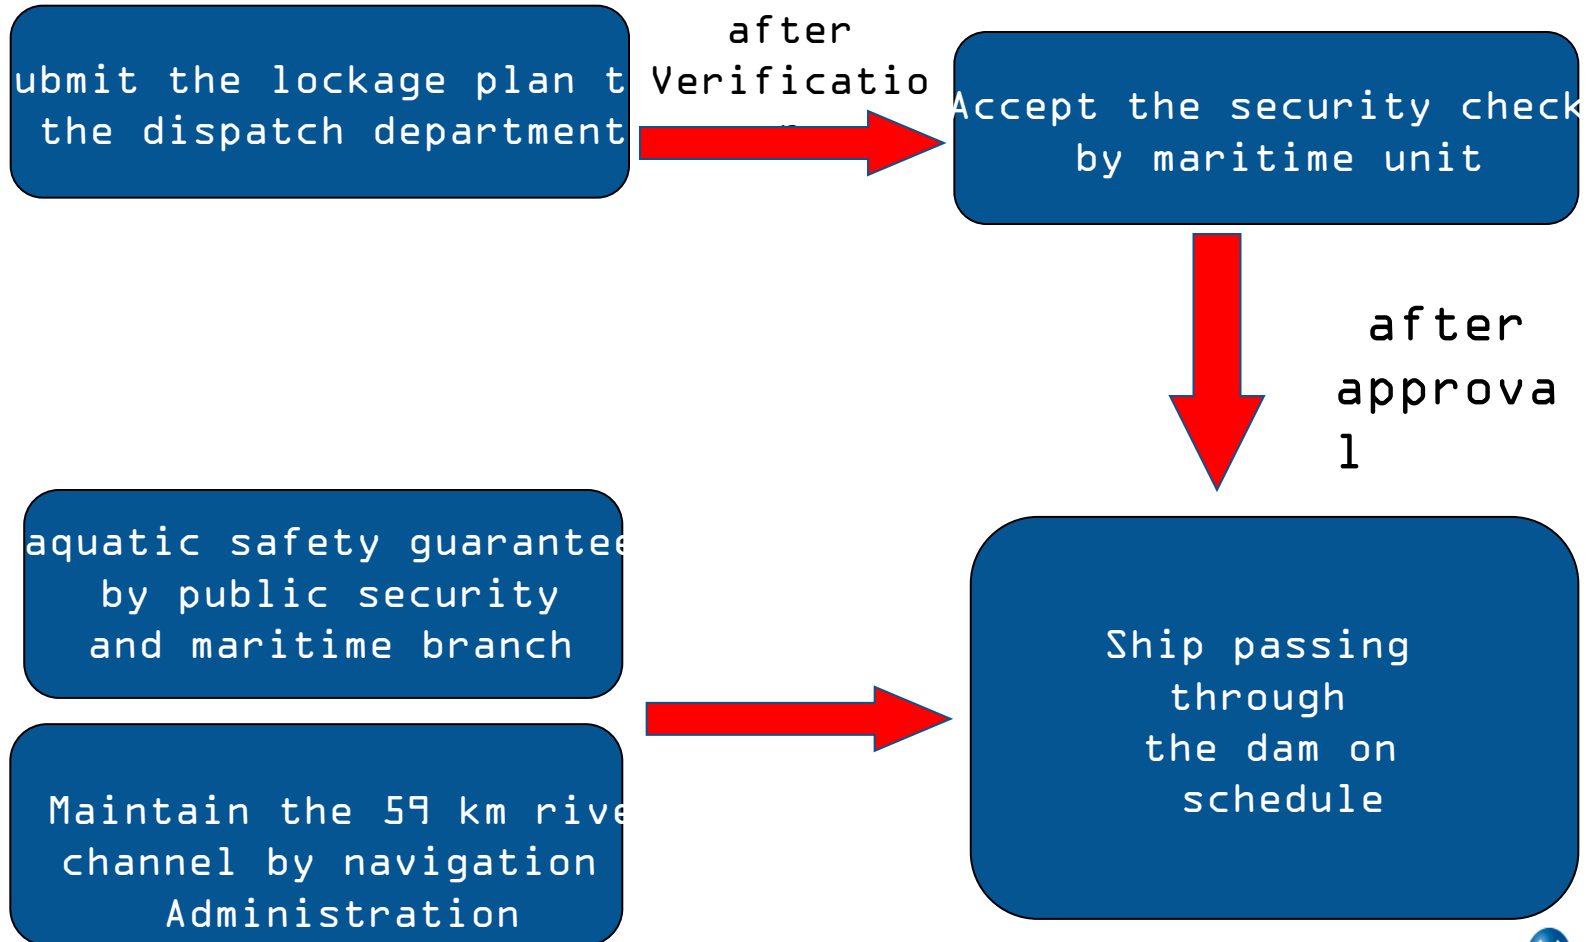 ubmit the lockage plan t
the dispatch department
after
Verificatio
Accept the security check
by maritime unit
after
approva
l
aquatic safety guarantee
by public security
and maritime branch
Maintain the 59 km rive
channel by navigation
Administration
Ship passing
through
the dam on
schedule